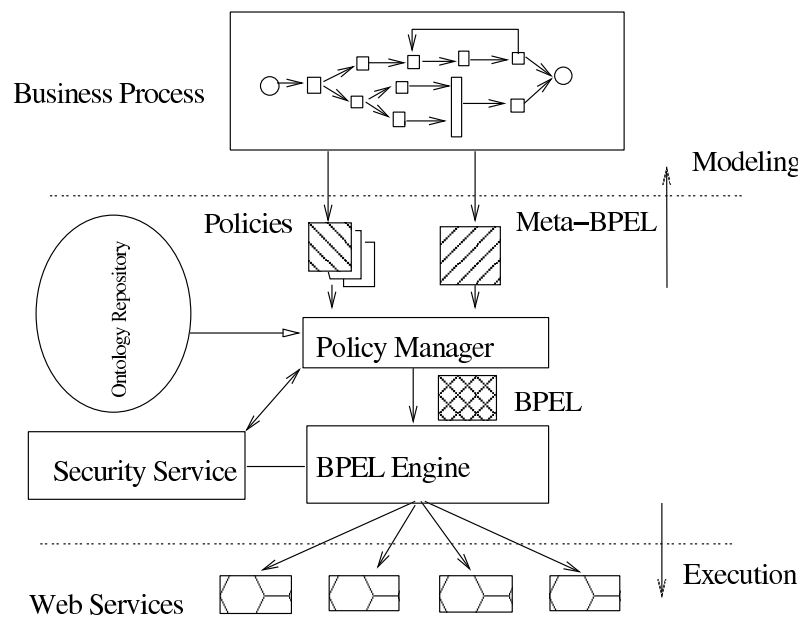 Business Process
Modeling
Policies
Meta-BPEL
Ontology Repository
Policy Manager
BPEL
Security Service
BPEL Engine
Execution
Web Services